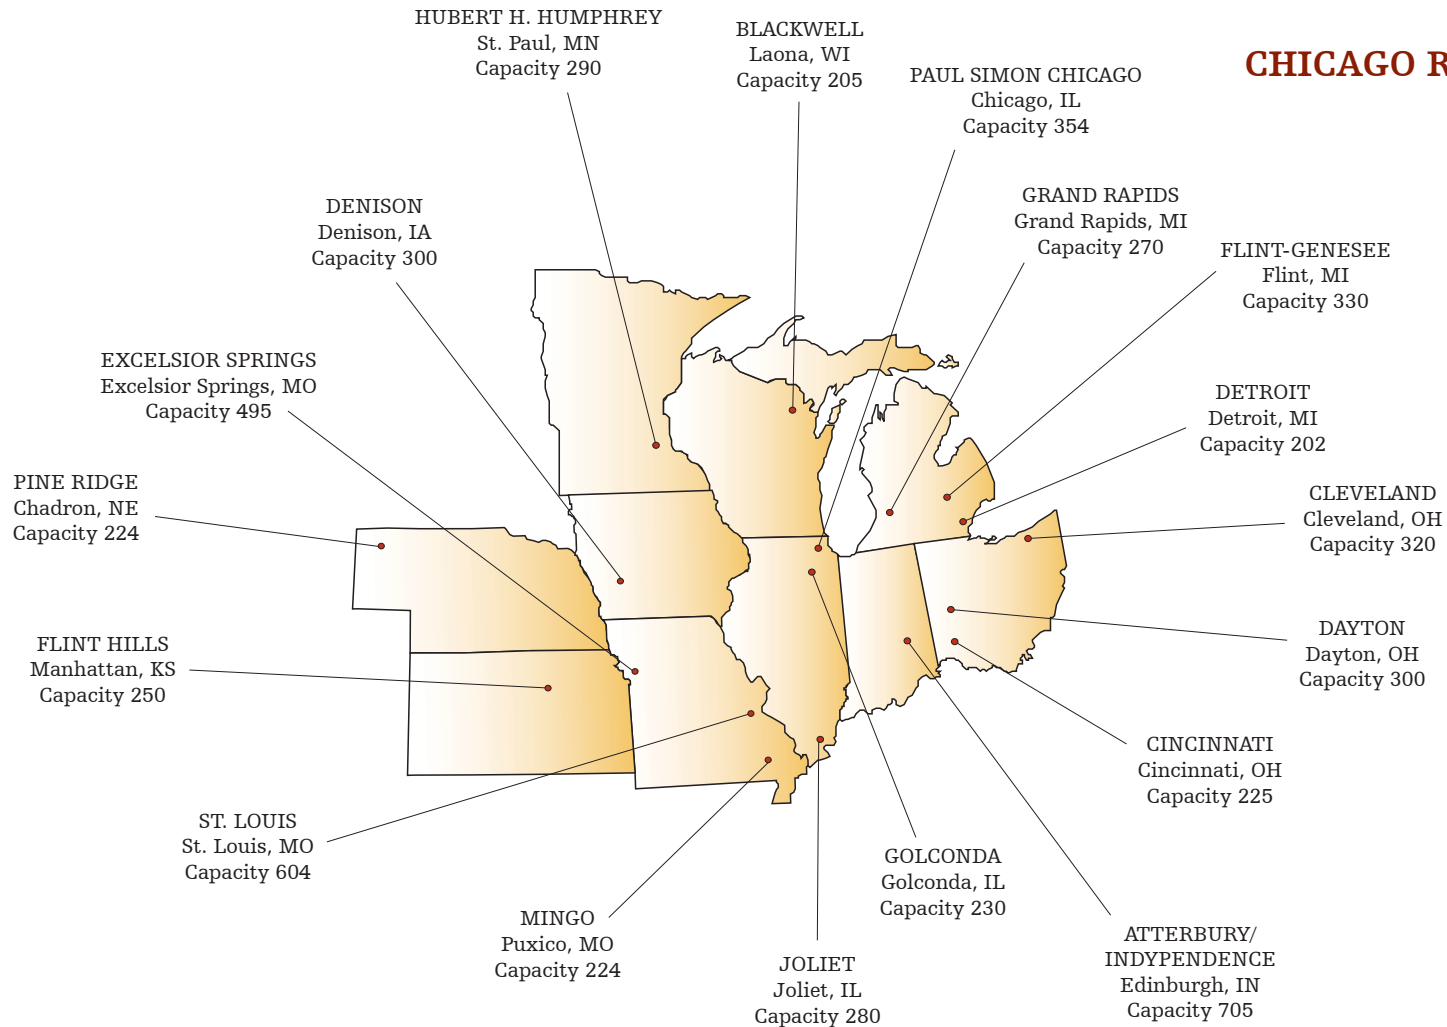 HUBERT H. HUMPHREY
St. Paul, MN
Capacity 290
BLACKWELL
Laona, WI
Capacity 205
CHICAGO R
PAUL SIMON CHICAGO
Chicago, IL
Capacity 354
DENISON
Denison, IA
Capacity 300
GRAND RAPIDS
Grand Rapids, MI
Capacity 270
FLINT-GENESEE
Flint, MI
Capacity 330
EXCELSIOR SPRINGS
Excelsior Springs, MO
Capacity 495
DETROIT
Detroit, MI
Capacity 202
PINE RIDGE
Chadron, NE
Capacity 224
CLEVELAND
Cleveland, OH
Capacity 320
FLINT HILLS
Manhattan, KS
Capacity 250
DAYTON
Dayton, OH
Capacity 300
CINCINNATI
Cincinnati, OH
Capacity 225
ST. LOUIS
St. Louis, MO
Capacity 604
GOLCONDA
Golconda, IL
Capacity 230
MINGO
Puxico, MO
Capacity 224
JOLIET
Joliet, IL
Capacity 280
ATTERBURY/
INDYPENDENCE
Edinburgh, IN
Capacity 705